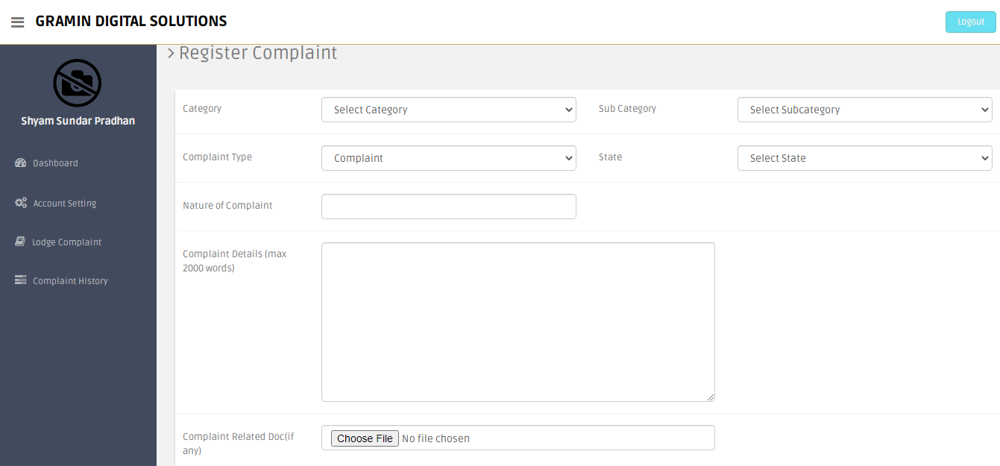 GRAMIN DIGITAL SOLUTIONS
Logout
Register Complaint
Shyam Sundar Pradhan
Dashboard
Account Setting
Lodge Complaint
Complaint History
Category
Select Category
Sub Category
Select Subcategory
Complaint Type
Complaint
State
Select State
Nature of Complaint
Complaint Details (max
2000 words)
Complaint Related Doc(if
any)
Choose File No file chosen